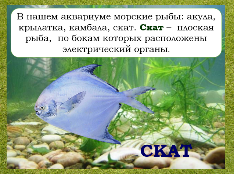 В нашем аквариуме морские рыбы: акула,
крылатка, камбала, скат. Скат – плоская
рыба, по бокам которых расположены
электрический органы.
СКАТ